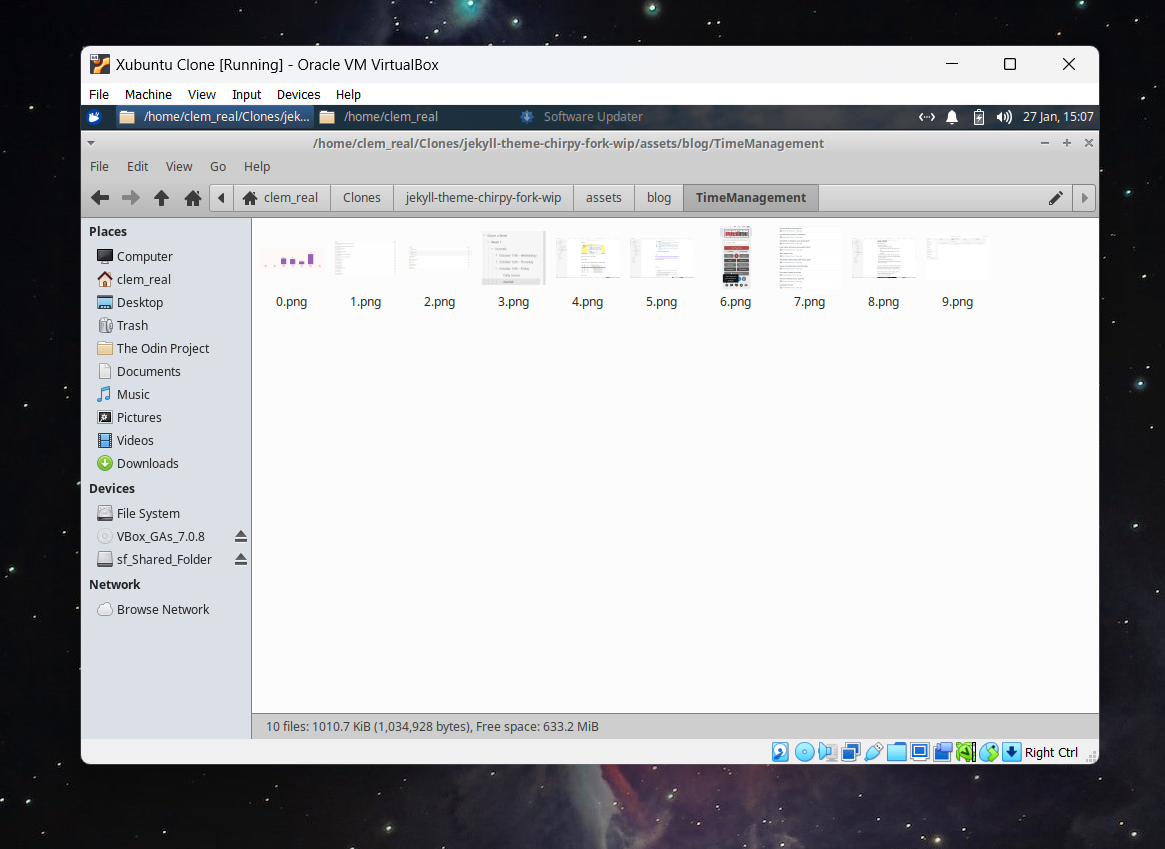 Xubuntu Clone [Running] - Oracle VM VirtualBox
File Machine View Input Devices Help
/home/clem_real/Clones/jek... /home/clem_real Software Updater 27 Jan, 15:07
/home/clem_real/Clones/jekyll-theme-chirpy-fork-wip/assets/blog/TimeManagement
File Edit View Go Help
clem_real Clones jekyll-theme-chirpy-fork-wip assets blog TimeManagement
Places
Computer
clem_real
Desktop
Trash
The Odin Project
Documents
Music
Pictures
Videos
Downloads
Devices
File System
VBox_GAs_7.0.8
sf_Shared_Folder
Network
Browse Network
0.png 1.png 2.png 3.png 4.png 5.png 6.png 7.png 8.png 9.png
10 files: 1010.7 KiB (1,034,928 bytes), Free space: 633.2 MiB
Right Ctrl